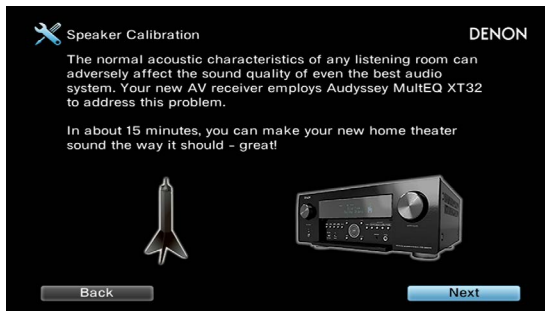 Speaker Calibration
DENON
The normal acoustic characteristics of any listening room can
adversely affect the sound quality of even the best audio
system. Your new AV receiver employs Audyssey MultEQ XT32
to address this problem.
In about 15 minutes, you can make your new home theater
sound the way it should - great!
Back
Next